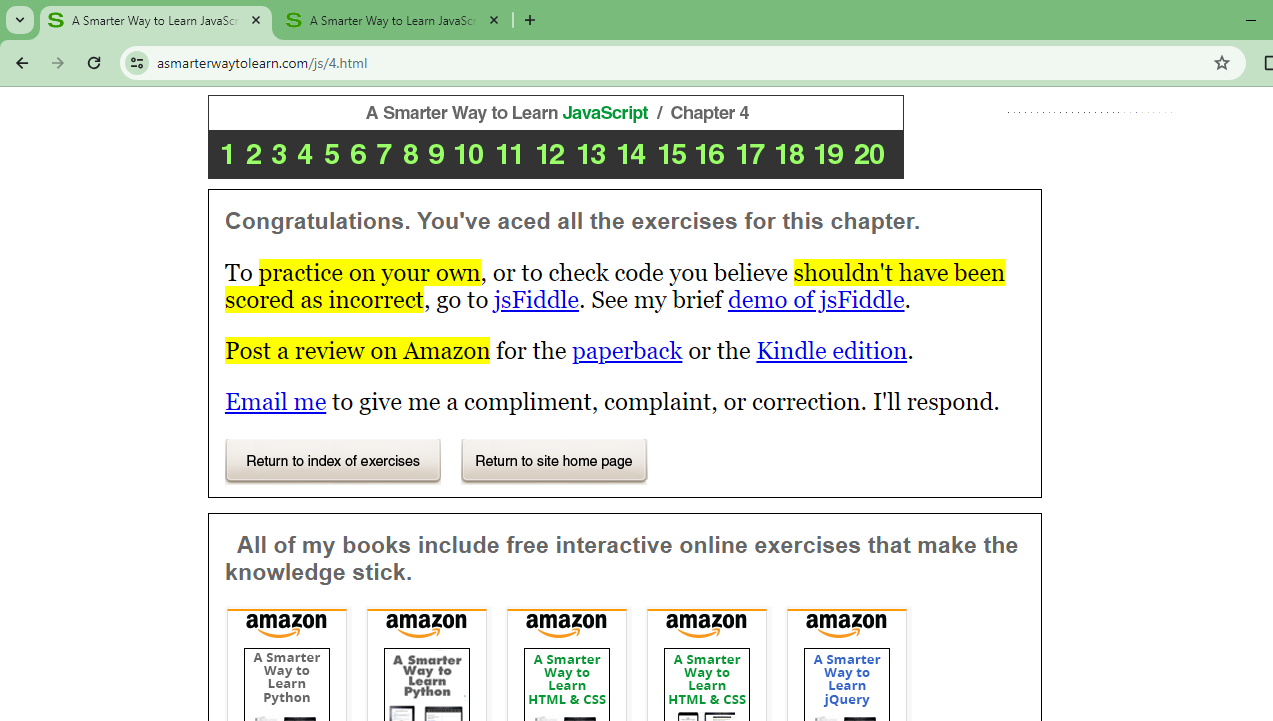 A Smarter Way to Learn JavaSc
A Smarter Way to Learn JavaSc
asmarterwaytolearn.com/js/4.html
A Smarter Way to Learn JavaScript / Chapter 4
1 2 3 4 5 6 7 8 9 10 11 12 13 14 15 16 17 18 19 20
Congratulations. You've aced all the exercises for this chapter.
To practice on your own, or to check code you believe shouldn't have been
scored as incorrect, go to jsFiddle. See my brief demo of jsFiddle.
Post a review on Amazon for the paperback or the Kindle edition.
Email me to give me a compliment, complaint, or correction. I'll respond.
Return to index of exercises
Return to site home page
All of my books include free interactive online exercises that make the
knowledge stick.
amazon
A Smarter
Way to
Learn
Python
amazon
A Smarter
Way to
Learn
Python
amazon
A Smarter
Way to
Learn
HTML & CSS
amazon
A Smarter
Way to
Learn
HTML & CSS
amazon
A Smarter
Way to
Learn
jQuery